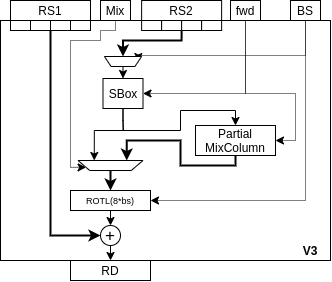 RS1 Mix RS2 fwd BS
SBox
Partial
MixColumn
ROTL(8*bs)
+
V3
RD